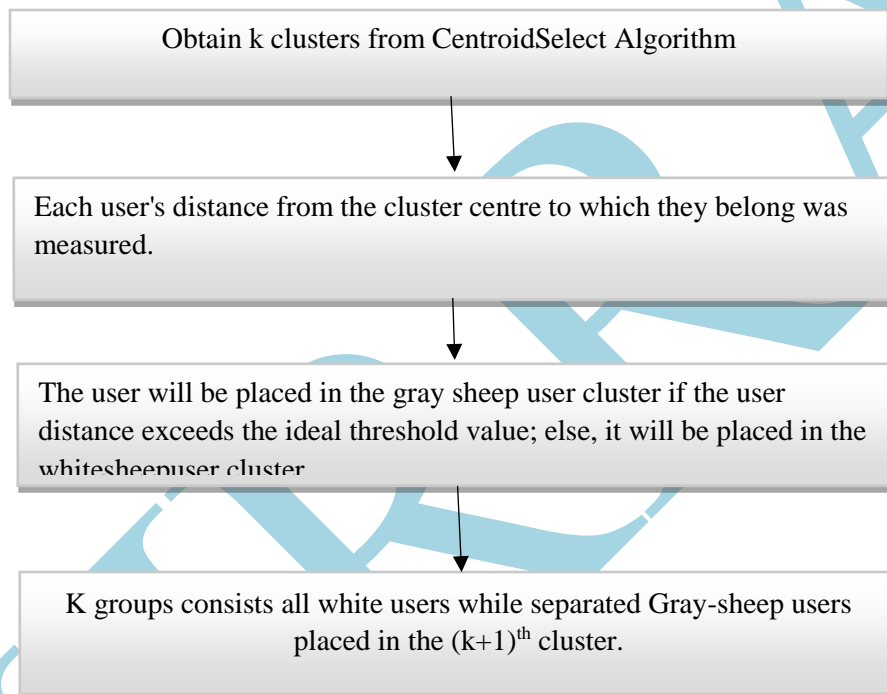 Obtain k clusters from CentroidSelect Algorithm
Each user's distance from the cluster centre to which they belong was
measured.
The user will be placed in the gray sheep user cluster if the user
distance exceeds the ideal threshold value; else, it will be placed in the
whitesheepuser cluster
K groups consists all white users while separated Gray-sheep users
placed in the (k+1)th cluster.